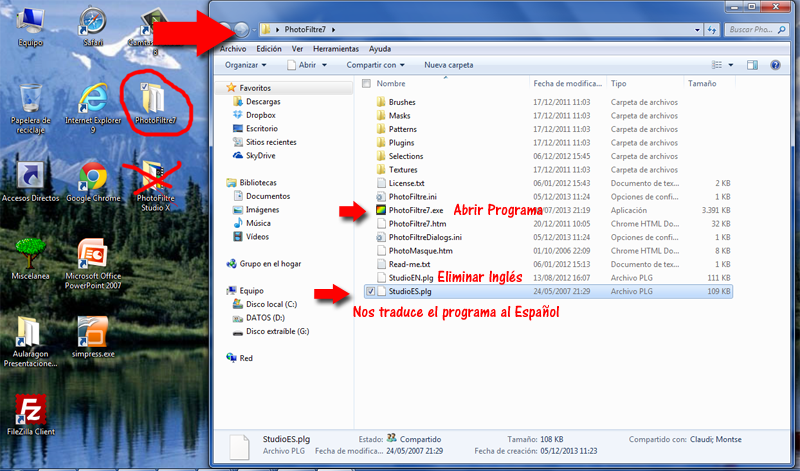 Equipo
Safari
Camtasia
8
Papelera de
reciclaje
Internet Explorer
9
PhotoFiltre7
Accesos Directos
Google Chrome
PhotoFiltre
Studio X
Miscelanea
Microsoft Office
PowerPoint 2007
Aularagon
Presentacione...
simpress.exe
FileZilla Client
PhotoFiltre7
Buscar Pho...
Archivo Edición Ver Herramientas Ayuda
Organizar Abrir Compartir con Nueva carpeta
Favoritos
Descargas
Dropbox
Escritorio
Sitios recientes
SkyDrive
Bibliotecas
Documentos
Imágenes
Música
Vídeos
Grupo en el hogar
Equipo
Disco local (C:)
DATOS (D:)
Disco extraíble (G:)
Red
Nombre Fecha de modifica... Tipo Tamaño
Brushes 17/12/2011 11:03 Carpeta de archivos
Masks 17/12/2011 11:03 Carpeta de archivos
Patterns 17/12/2011 11:03 Carpeta de archivos
Plugins 17/12/2011 11:03 Carpeta de archivos
Selections 06/12/2012 15:45 Carpeta de archivos
Textures 17/12/2011 11:03 Carpeta de archivos
License.txt 06/01/2012 15:43 Documento de tex... 2 KB
PhotoFiltre.ini 05/12/2013 11:24 Opciones de confi... 1 KB
PhotoFiltre7.exe Abrir Programa /07/2013 21:19 Aplicación 3.391 KB
PhotoFiltre7.htm 20/12/2011 10:05 Chrome HTML Do... 32 KB
PhotoFiltreDialogs.ini 05/12/2013 11:24 Opciones de confi... 1 KB
PhotoMasque.htm 01/10/2006 22:09 Chrome HTML Do... 3 KB
Read-me.txt 06/01/2012 15:13 Documento de tex... 1 KB
StudioEN.plg Eliminar Inglés 13/08/2012 16:07 Archivo PLG 111 KB
StudioES.plg 24/05/2007 21:29 Archivo PLG 109 KB
Nos traduce el programa al Español
StudioES.plg Estado: Compartido Tamaño: 108 KB Compartido con: Claudi; Montse
Archivo PLG Fecha de modifica... 24/05/2007 21:29 Fecha de creación: 05/12/2013 11:23